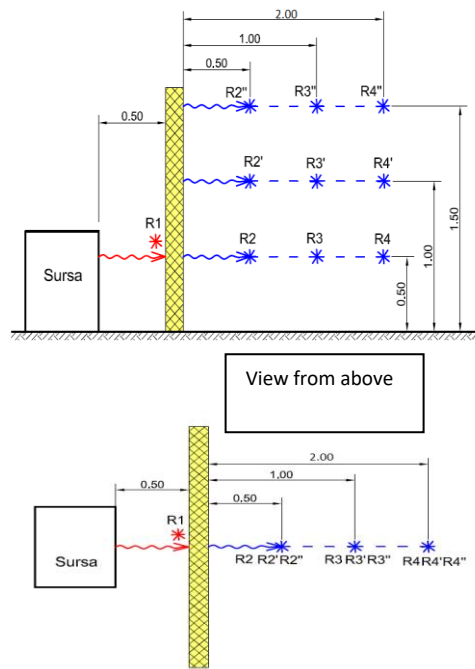 2.00
1.00
0.50
R2" R3" R4"
0.50
R2' R3' R4'
R1
R2 R3 R4
Sursa
0.50
1.00
1.50
View from above
2.00
0.50
1.00
0.50
R1
Sursa
R2 R2'R2" R3 R3'R3" R4R4'R4"